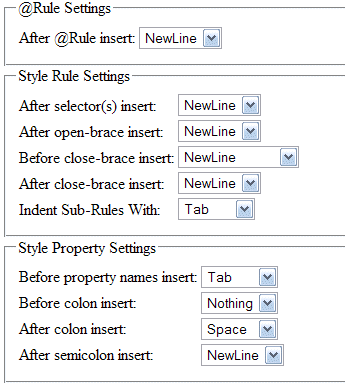 @Rule Settings
After @Rule insert: NewLine
Style Rule Settings
After selector(s) insert: NewLine
After open-brace insert: NewLine
Before close-brace insert: NewLine
After close-brace insert: NewLine
Indent Sub-Rules With: Tab
Style Property Settings
Before property names insert: Tab
Before colon insert: Nothing
After colon insert: Space
After semicolon insert: NewLine